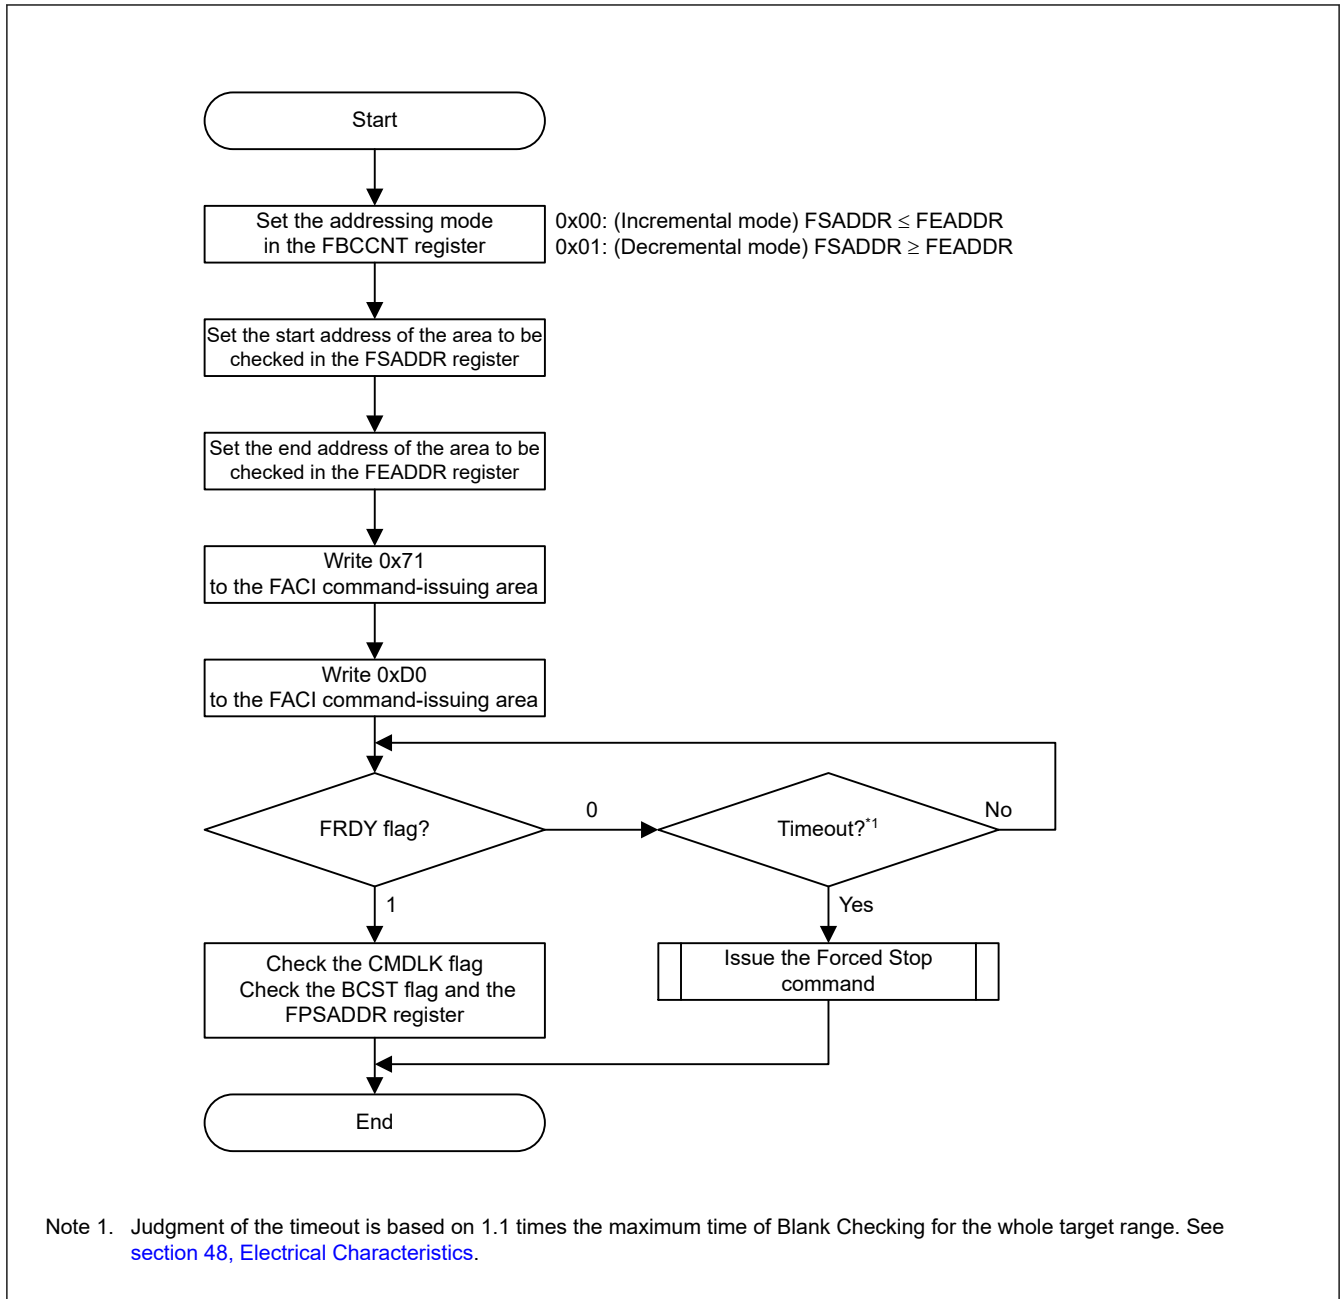 Start
Set the addressing mode
in the FBCCNT register
0x00: (Incremental mode) FSADDR ≤ FEADDR
0x01: (Decremental mode) FSADDR ≥ FEADDR
Set the start address of the area to be
checked in the FSADDR register
Set the end address of the area to be
checked in the FEADDR register
Write 0x71
to the FACI command-issuing area
Write 0xD0
to the FACI command-issuing area
FRDY flag?
0
Timeout?*1
No
1
Yes
Check the CMDLK flag
Check the BCST flag and the
FPSADDR register
Issue the Forced Stop
command
End
Note 1. Judgment of the timeout is based on 1.1 times the maximum time of Blank Checking for the whole target range. See
section 48, Electrical Characteristics.